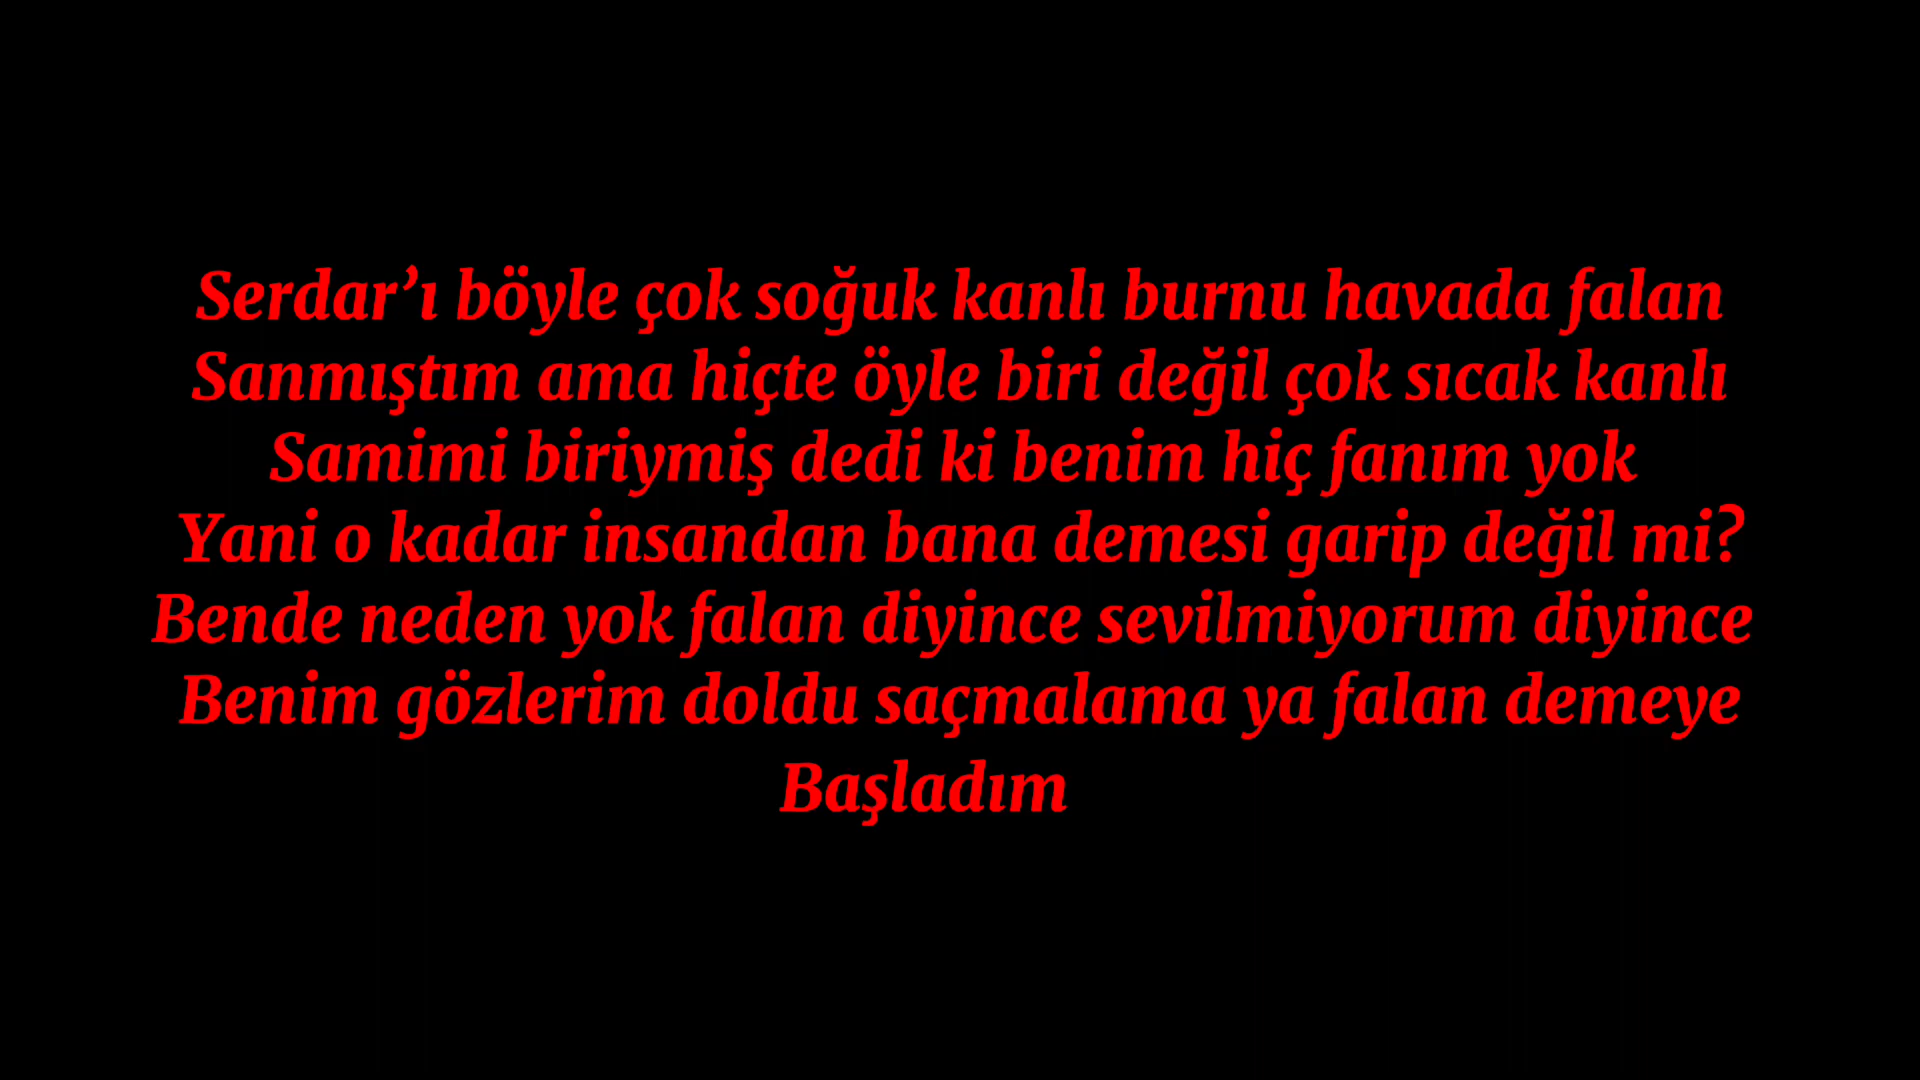 Serdar’ı böyle çok soğuk kanlı burnu havada falan
Sanmıştım ama hiçte öyle biri değil çok sıcak kanlı
Samimi biriymiş dedi ki benim hiç fanım yok
Yani o kadar insandan bana demesi garip değil mi?
Bende neden yok falan diyince sevilmiyorum diyince
Benim gözlerim doldu saçmalama ya falan demeye
Başladım